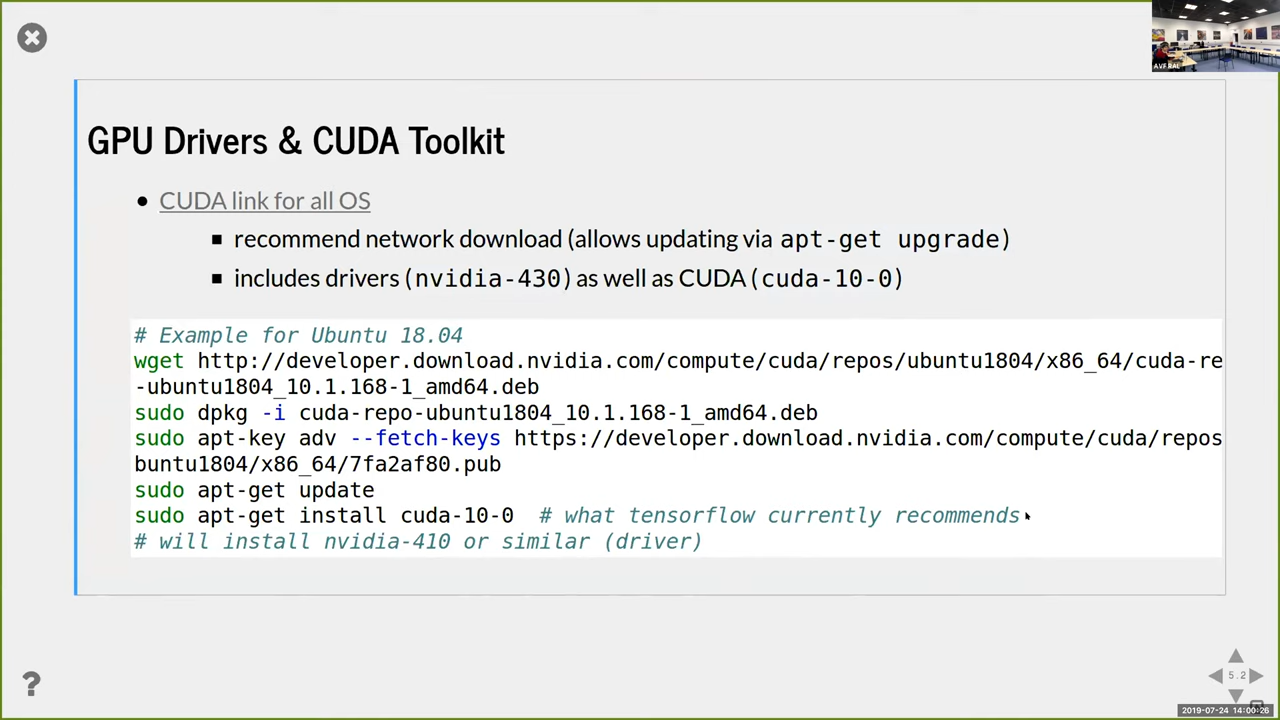 AVF RAL
GPU Drivers & CUDA Toolkit
CUDA link for all OS
recommend network download (allows updating via apt-get upgrade)
includes drivers (nvidia-430) as well as CUDA (cuda-10-0)
# Example for Ubuntu 18.04
wget http://developer.download.nvidia.com/compute/cuda/repos/ubuntu1804/x86_64/cuda-re
-ubuntu1804_10.1.168-1_amd64.deb
sudo dpkg -i cuda-repo-ubuntu1804_10.1.168-1_amd64.deb
sudo apt-key adv --fetch-keys https://developer.download.nvidia.com/compute/cuda/repos
buntu1804/x86_64/7fa2af80.pub
sudo apt-get update
sudo apt-get install cuda-10-0 # what tensorflow currently recommends
# will install nvidia-410 or similar (driver)
?
5.2
2019-07-24 14:00:26